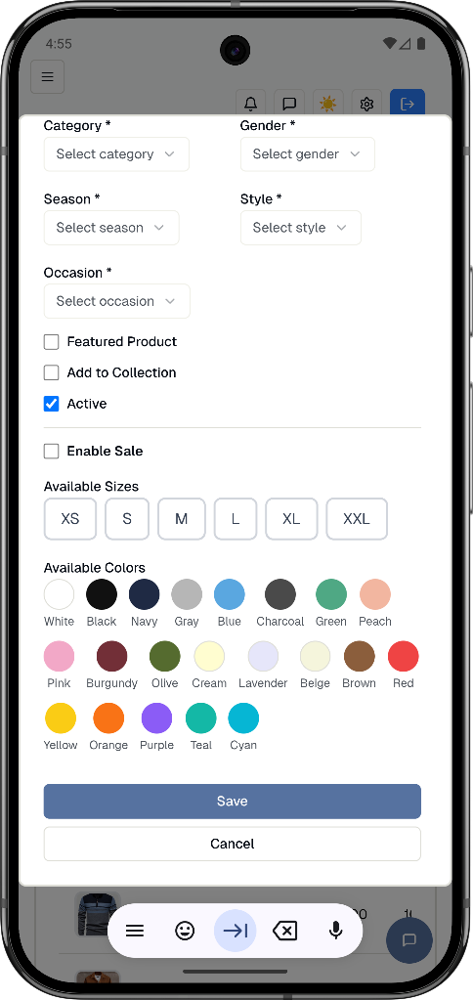 4:55
Category * Gender *
Select category Select gender
Season * Style *
Select season Select style
Occasion *
Select occasion
Featured Product
Add to Collection
Active
Enable Sale
Available Sizes
XS S M L XL XXL
Available Colors
White Black Navy Gray Blue Charcoal Green Peach
Pink Burgundy Olive Cream Lavender Beige Brown Red
Yellow Orange Purple Teal Cyan
Save
Cancel